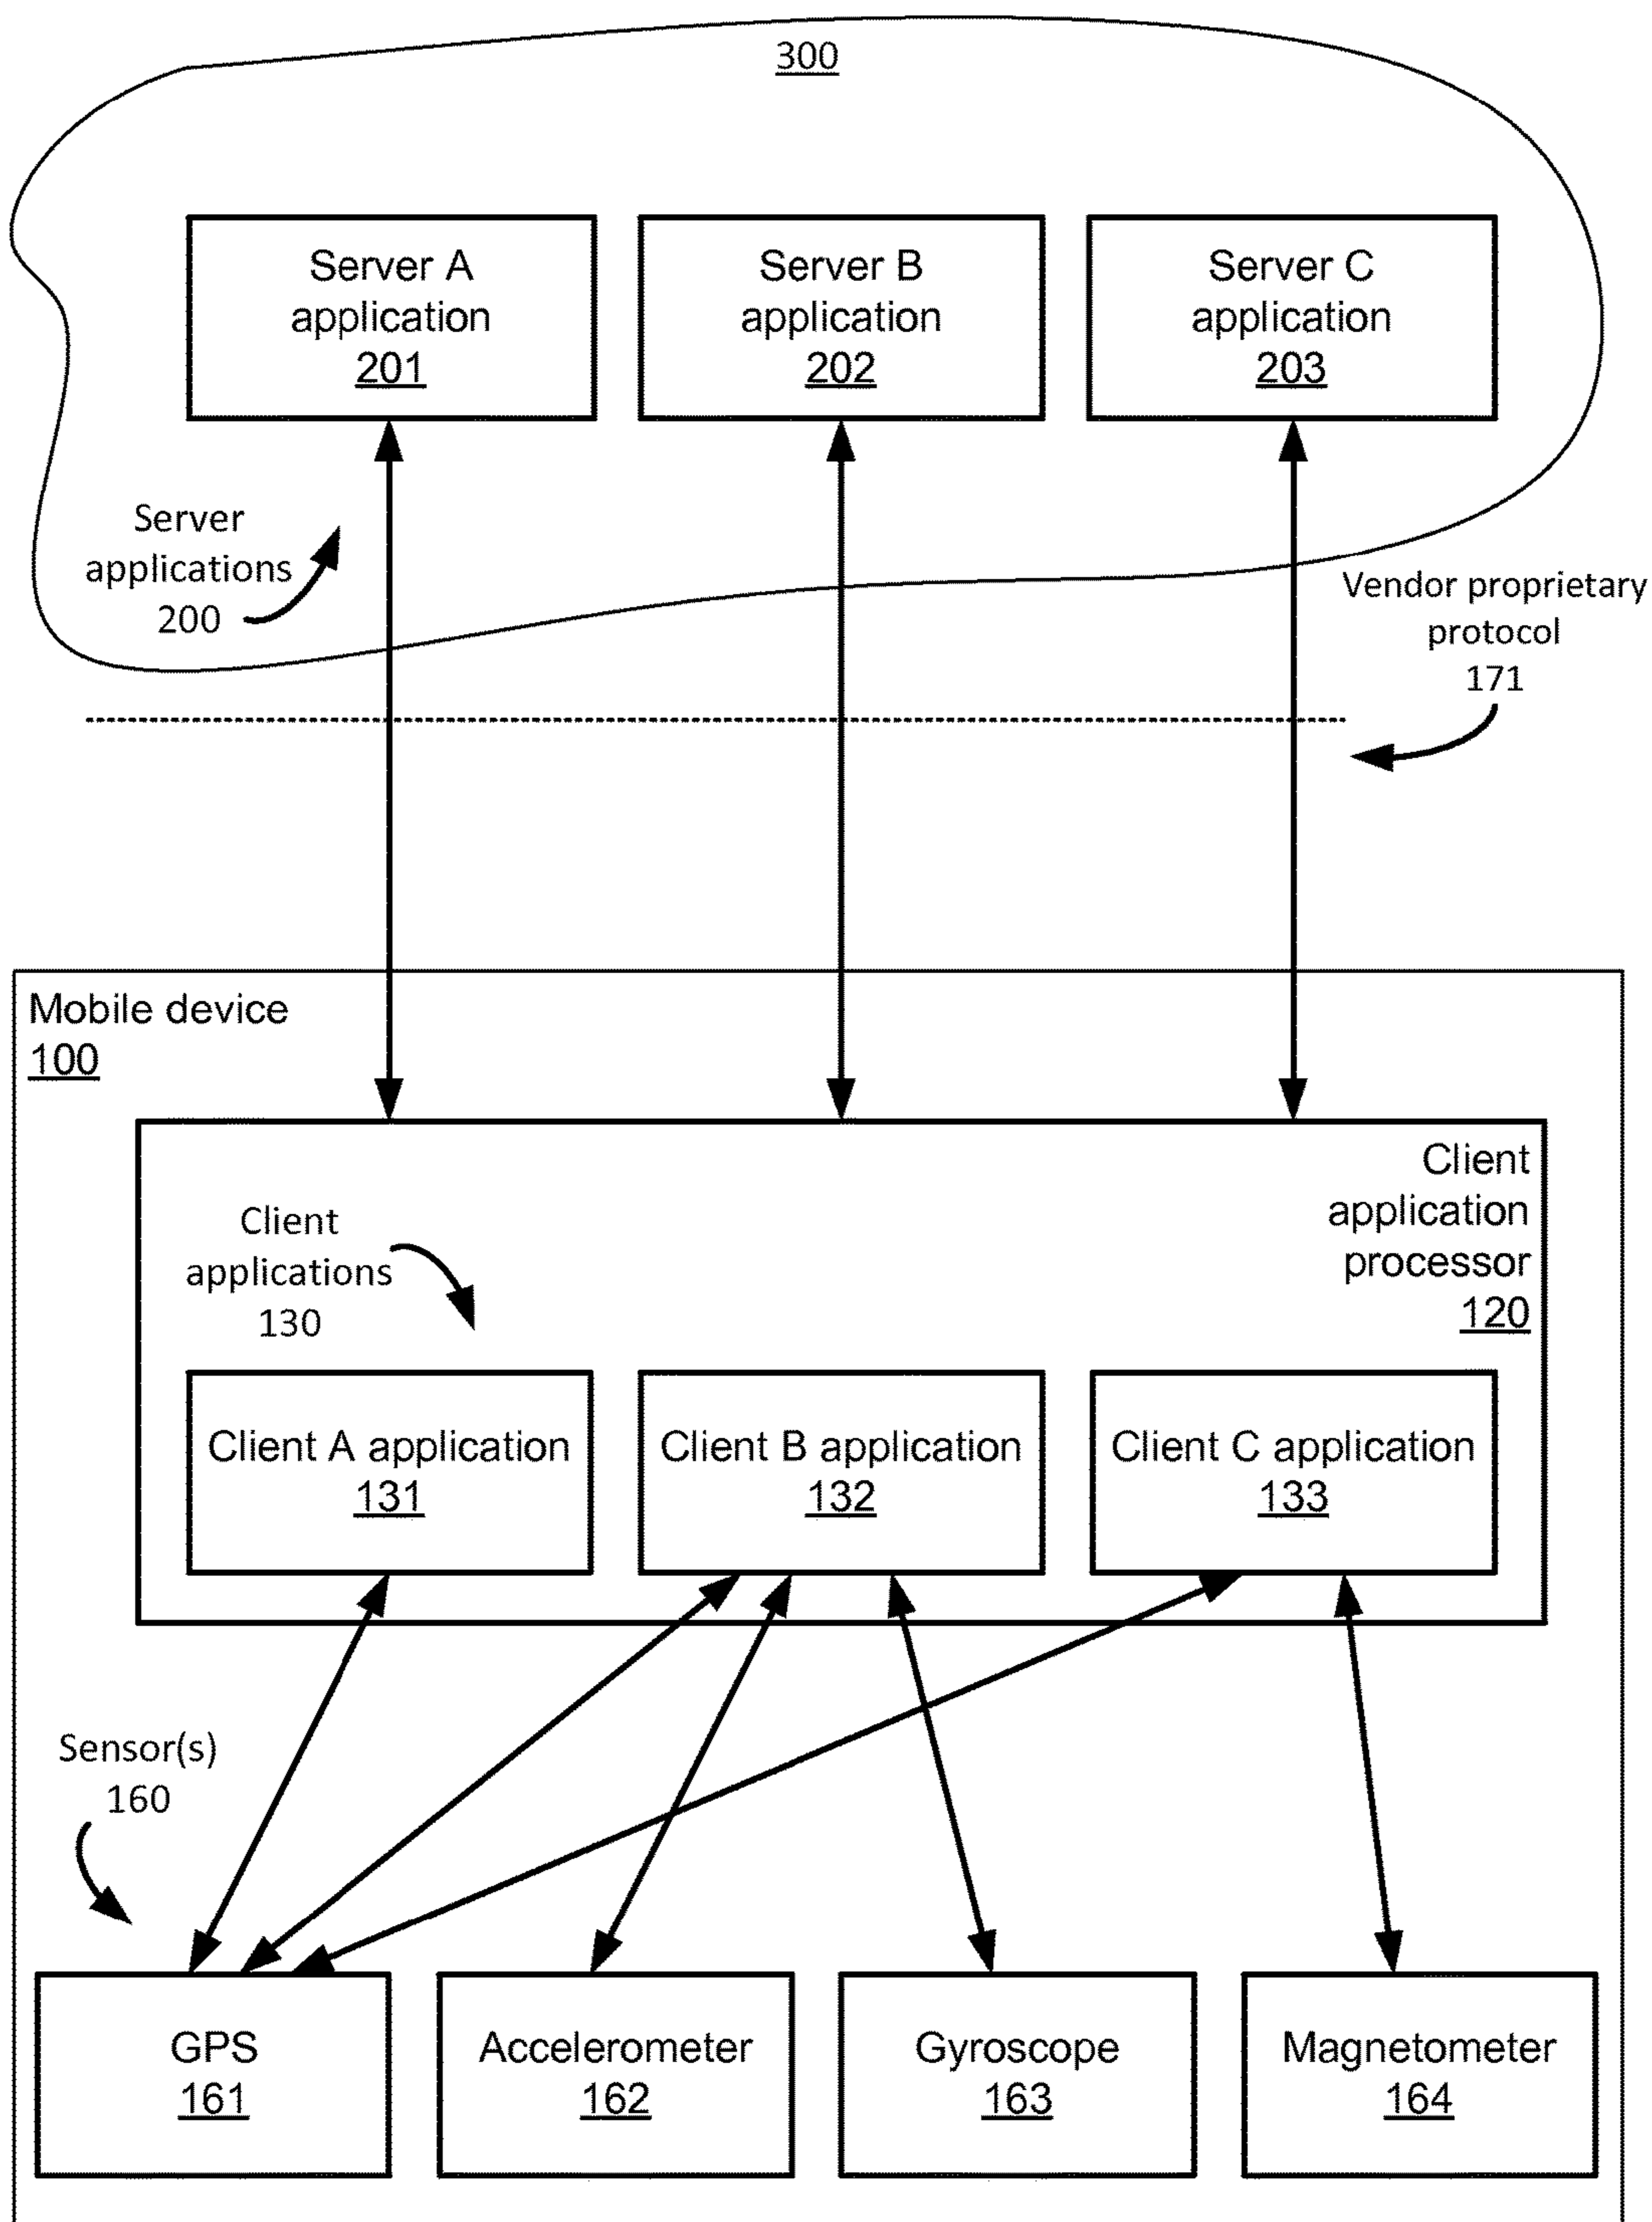 300
Server A
application
201
Server B
application
202
Server C
application
203
Server
applications
200
Vendor proprietary
protocol
171
Mobile device
100
Client
application
processor
120
Client
applications
130
Client A application
131
Client B application
132
Client C application
133
Sensor(s)
160
GPS
161
Accelerometer
162
Gyroscope
163
Magnetometer
164